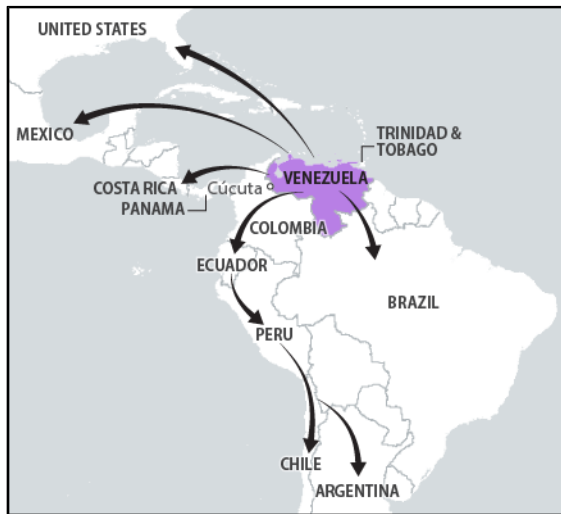 UNITED STATES
MEXICO
TRINIDAD &
TOBAGO
COSTA RICA
Cúcuta
VENEZUELA
PANAMA
COLOMBIA
ECUADOR
BRAZIL
PERU
CHILE
ARGENTINA